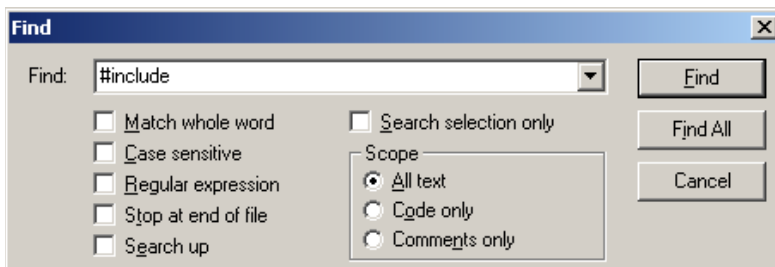 Find
Find: #include Find
Match whole word Search selection only Find All
Case sensitive Scope
Regular expression All text Cancel
Stop at end of file Code only
Search up Comments only